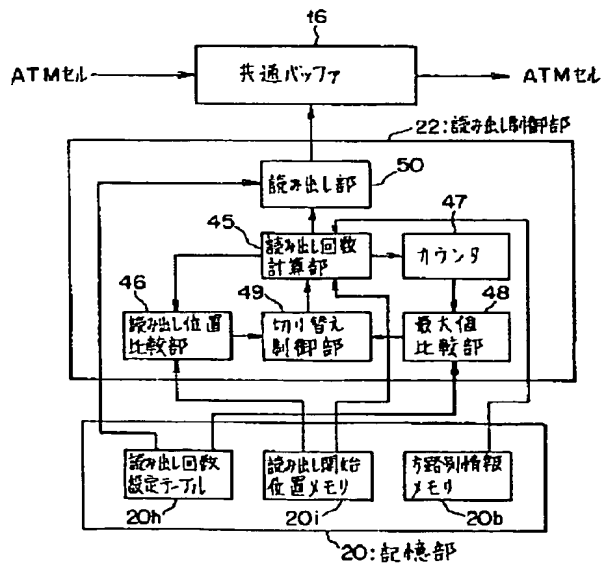 16
ATMセル
共通バッファ
ATMセル
22:読み出し制御部
読み出し部
50
45
読み出し回数
計算部
47
カウンタ
46
読み出し位置
比較部
49
切り替え
制御部
48
最大値
比較部
読み出し回数
設定テーブル
20h
読み出し開始
位置メモリ
20i
方路別情報
メモリ
20b
20:記憶部